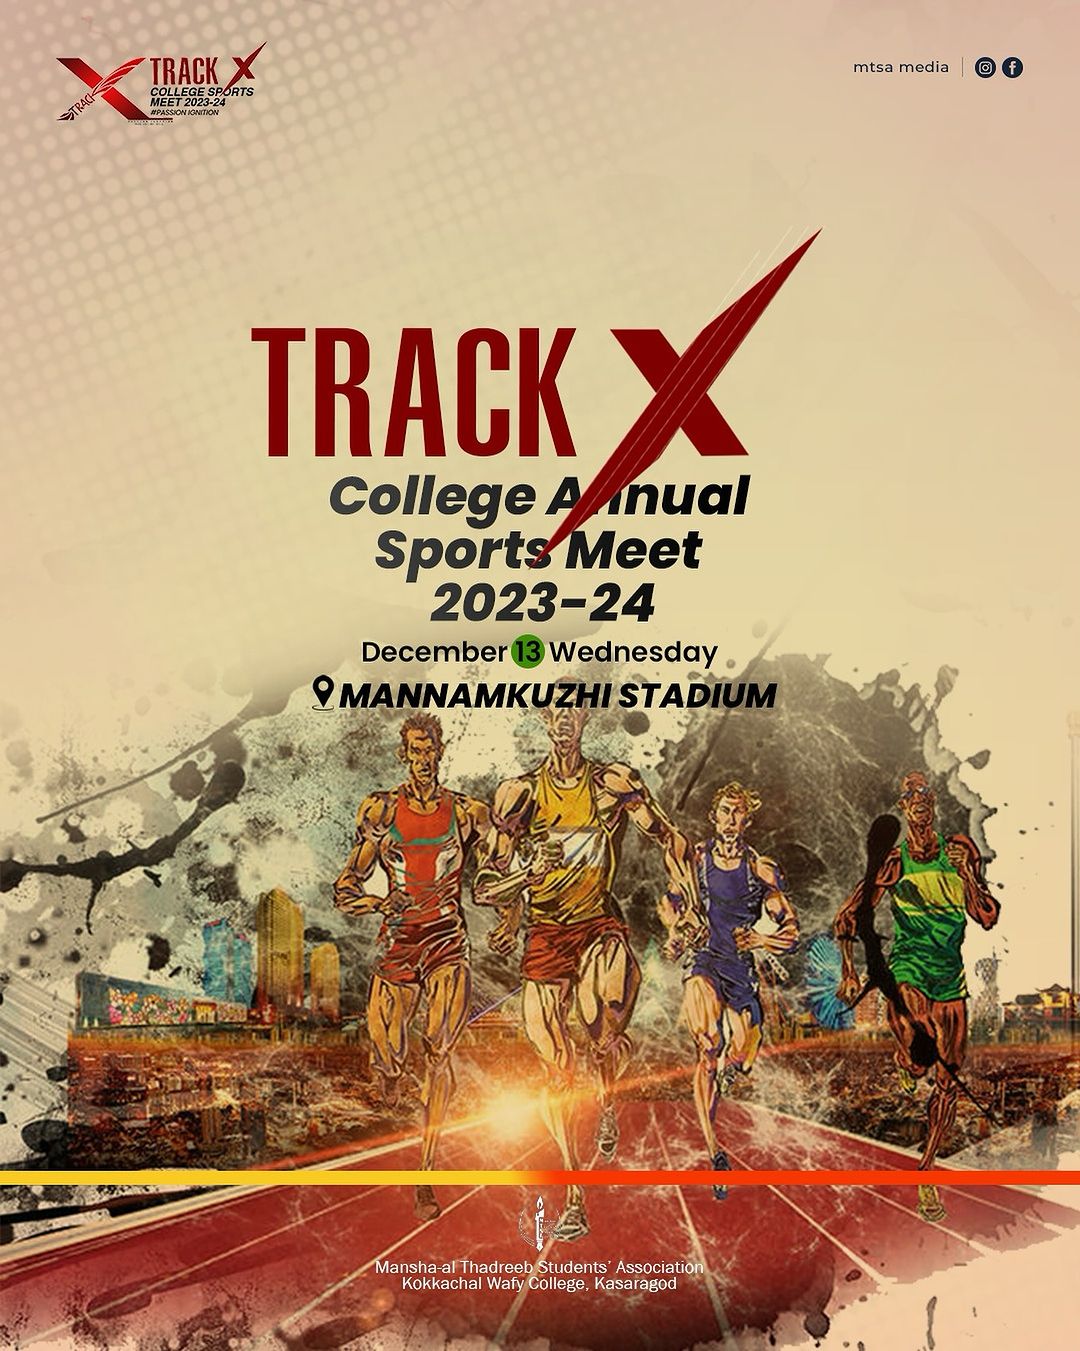 TRACK
TRACK X
COLLEGE SPORTS
MEET 2023-24
#PASSION IGNITION
mtsa media
TRACK X
College Annual
Sports Meet
2023-24
December 13 Wednesday
MANNAMKUZHI STADIUM
Mansha-al Thadreeb Students' Association
Kokkachal Wafy College, Kasaragod